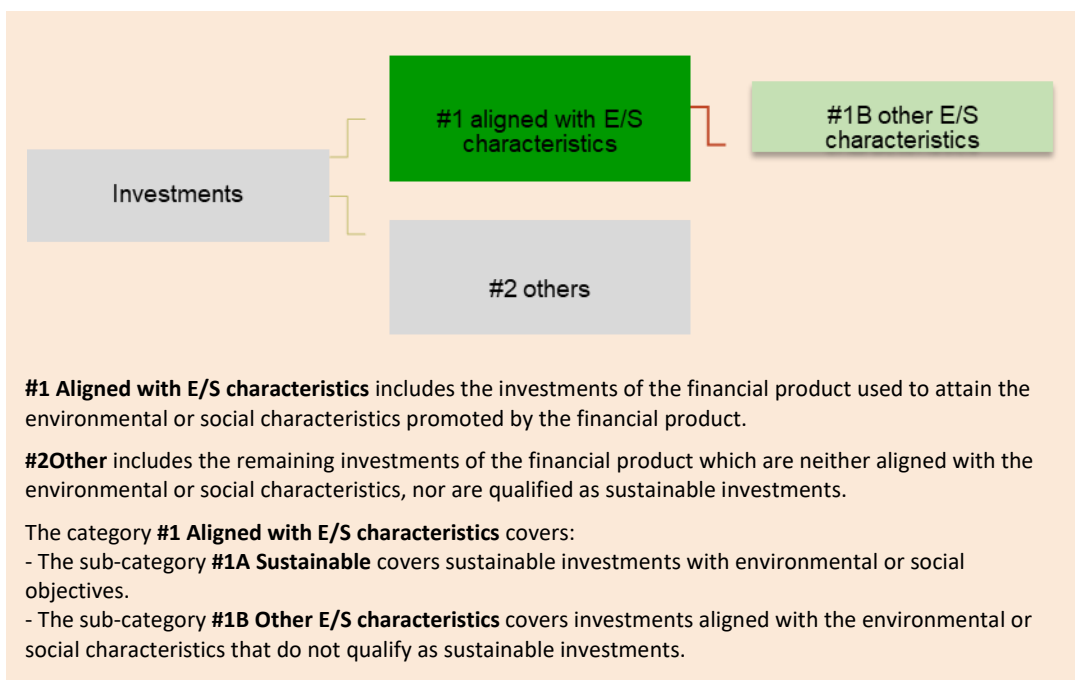 #1 aligned with E/S
characteristics
#1B other E/S
characteristics
Investments
#2 others
#1 Aligned with E/S characteristics includes the investments of the financial product used to attain the
environmental or social characteristics promoted by the financial product.
#2Other includes the remaining investments of the financial product which are neither aligned with the
environmental or social characteristics, nor are qualified as sustainable investments.
The category #1 Aligned with E/S characteristics covers:
- The sub-category #1A Sustainable covers sustainable investments with environmental or social
objectives.
- The sub-category #1B Other E/S characteristics covers investments aligned with the environmental or
social characteristics that do not qualify as sustainable investments.